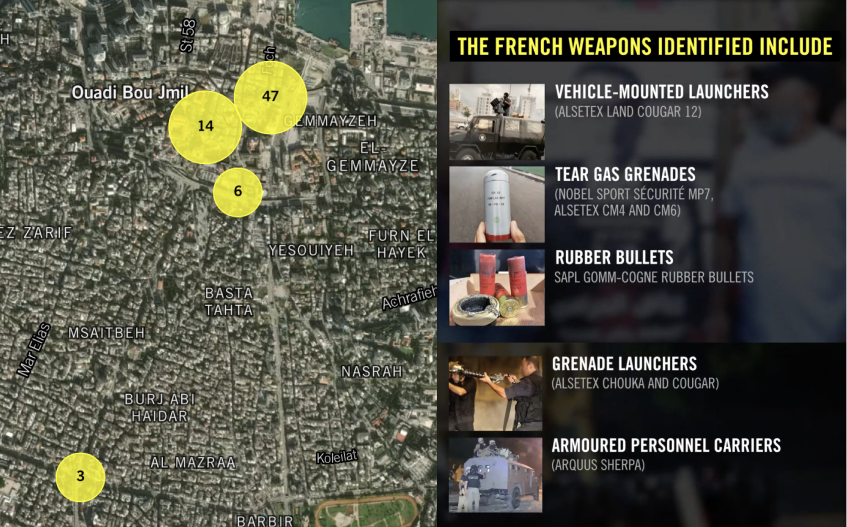 St 58
Ouadi Bou Jmil
47
14
GEMMAYZEH
EL-
GEMMAYZE
6
EZ ZARIF
YESOUIYEH
FURN EL
HAYEK
BASTA
TAHTA
Achrafieh
Mar Elias
MSAITBEH
NASRAH
BURJ ABI
HAIDAR
AL MAZRAA
Koleilat
3
BARBIR
THE FRENCH WEAPONS IDENTIFIED INCLUDE
VEHICLE-MOUNTED LAUNCHERS
(ALSETEX LAND COUGAR 12)
TEAR GAS GRENADES
(NOBEL SPORT SÉCURITÉ MP7,
ALSETEX CM4 AND CM6)
RUBBER BULLETS
SAPL GOMM-COGNE RUBBER BULLETS
GRENADE LAUNCHERS
(ALSETEX CHOUKA AND COUGAR)
ARMOURED PERSONNEL CARRIERS
(ARQUUS SHERPA)